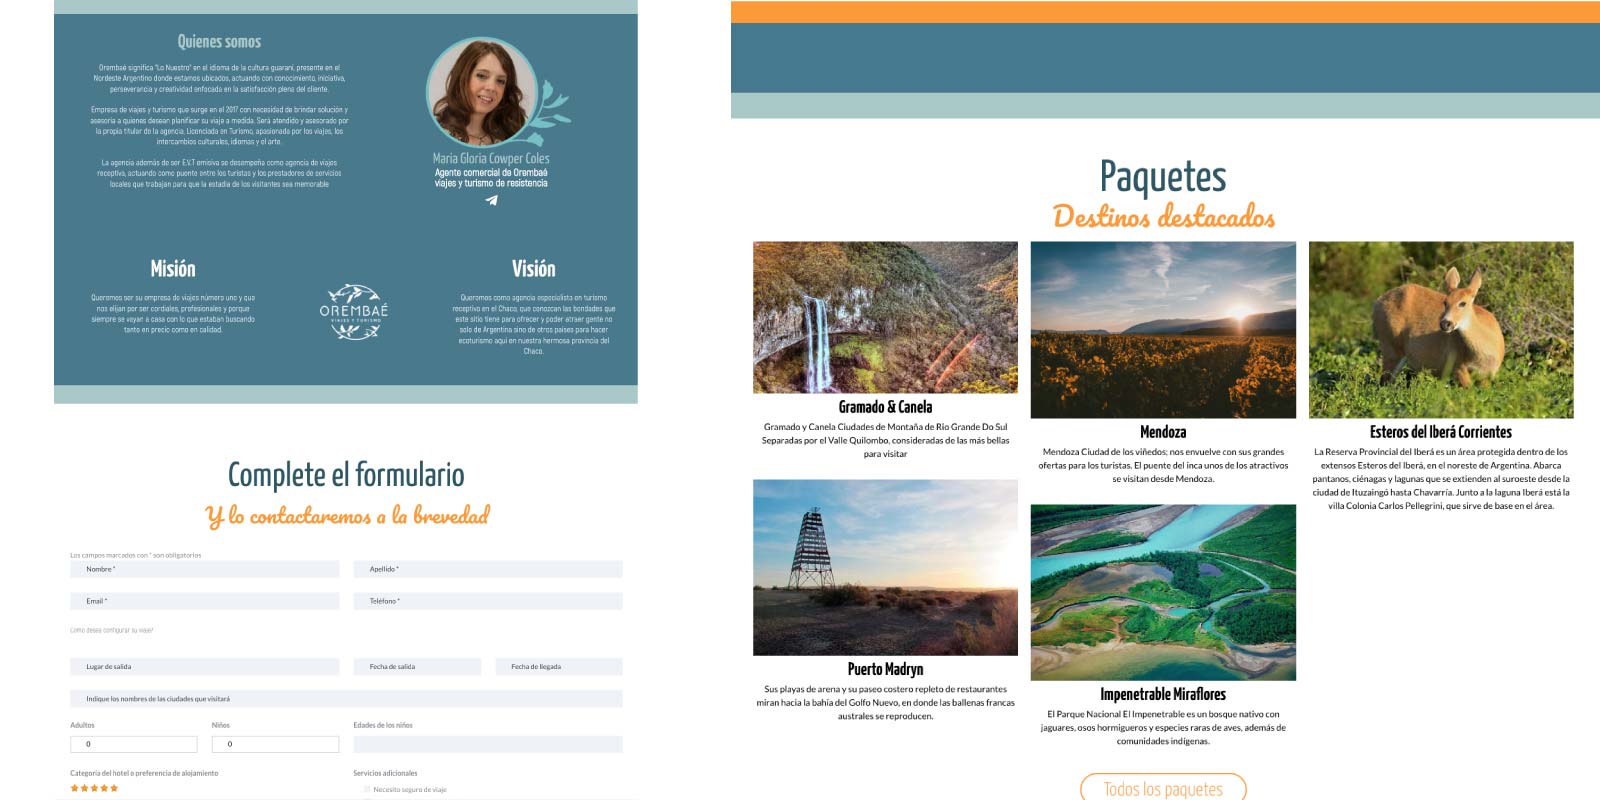 Quienes somos
Orembaé significa "Lo Nuestro" en el idioma de la cultura guaraní, presente en el
Nordeste Argentino donde estamos ubicados, actuando con conocimiento, iniciativa,
perseverancia y creatividad enfocada en la satisfacción plena del cliente.
Empresa de viajes y turismo que surge en el 2017 con necesidad de brindar solución y
asesoría a quienes desean planificar su viaje a medida. Será atendido y asesorado por
la propia titular de la agencia, Licenciada en Turismo, apasionada por los viajes, los
intercambios culturales, idiomas y el arte.
La agencia además de ser E.V.T emisiva se desempeña como agencia de viajes
receptiva, actuando como puente entre los turistas y los prestadores de servicios
locales que trabajan para que la estadía de los visitantes sea memorable
Maria Gloria Cowper Coles
Agente comercial de Orembaé
viajes y turismo de resistencia
Misión
Queremos ser su empresa de viajes número uno y que
nos elijan por ser cordiales, profesionales y porque
siempre se voyan a casa con lo que estaban buscando
tanto en precio como en calidad.
OREMBAÉ
VIAJES Y TURISMO
Visión
Queremos como agencia especialista en turismo
receptivo en el Chaco, que conozcan las bondades que
este sitio tiene para ofrecer y poder atraer gente no
solo de Argentina sino de otros países para hacer
ecoturismo aquí en nuestra hermosa provincia del
Chaco.
Complete el formulario
Y lo contactaremos a la brevedad
Los campos marcados con * son obligatorios
Nombre *
Apellido *
Email *
Teléfono *
Como desea configurar su viaje?
Lugar de salida
Fecha de salida
Fecha de llegada
Indique los nombres de las ciudades que visitará
Adultos
Niños
Edades de los niños
0
0
Categoría del hotel o preferencia de alojamiento
Servicios adicionales
Necesito seguro de viaje
Paquetes
Destinos destacados
Gramado & Canela
Gramado y Canela Ciudades de Montaña de Rio Grande Do Sul
Separadas por el Valle Quilombo, consideradas de las más bellas
para visitar
Mendoza
Mendoza Ciudad de los viñedos; nos envuelve con sus grandes
ofertas para los turistas. El puente del inca unos de los atractivos
se visitan desde Mendoza.
Esteros del Iberá Corrientes
La Reserva Provincial del Iberá es un área protegida dentro de los
extensos Esteros del Iberá, en el noreste de Argentina. Abarca
pantanos, ciénagas y lagunas que se extienden al suroeste desde la
ciudad de Ituzaingó hasta Chavarría. Junto a la laguna Iberá está la
villa Colonia Carlos Pellegrini, que sirve de base en el área.
Puerto Madryn
Sus playas de arena y su paseo costero repleto de restaurantes
miran hacia la bahía del Golfo Nuevo, en donde las ballenas francas
australes se reproducen.
Impenetrable Miraflores
El Parque Nacional El Impenetrable es un bosque nativo con
jaguares, osos hormigueros y especies raras de aves, además de
comunidades indígenas.
Todos los paquetes